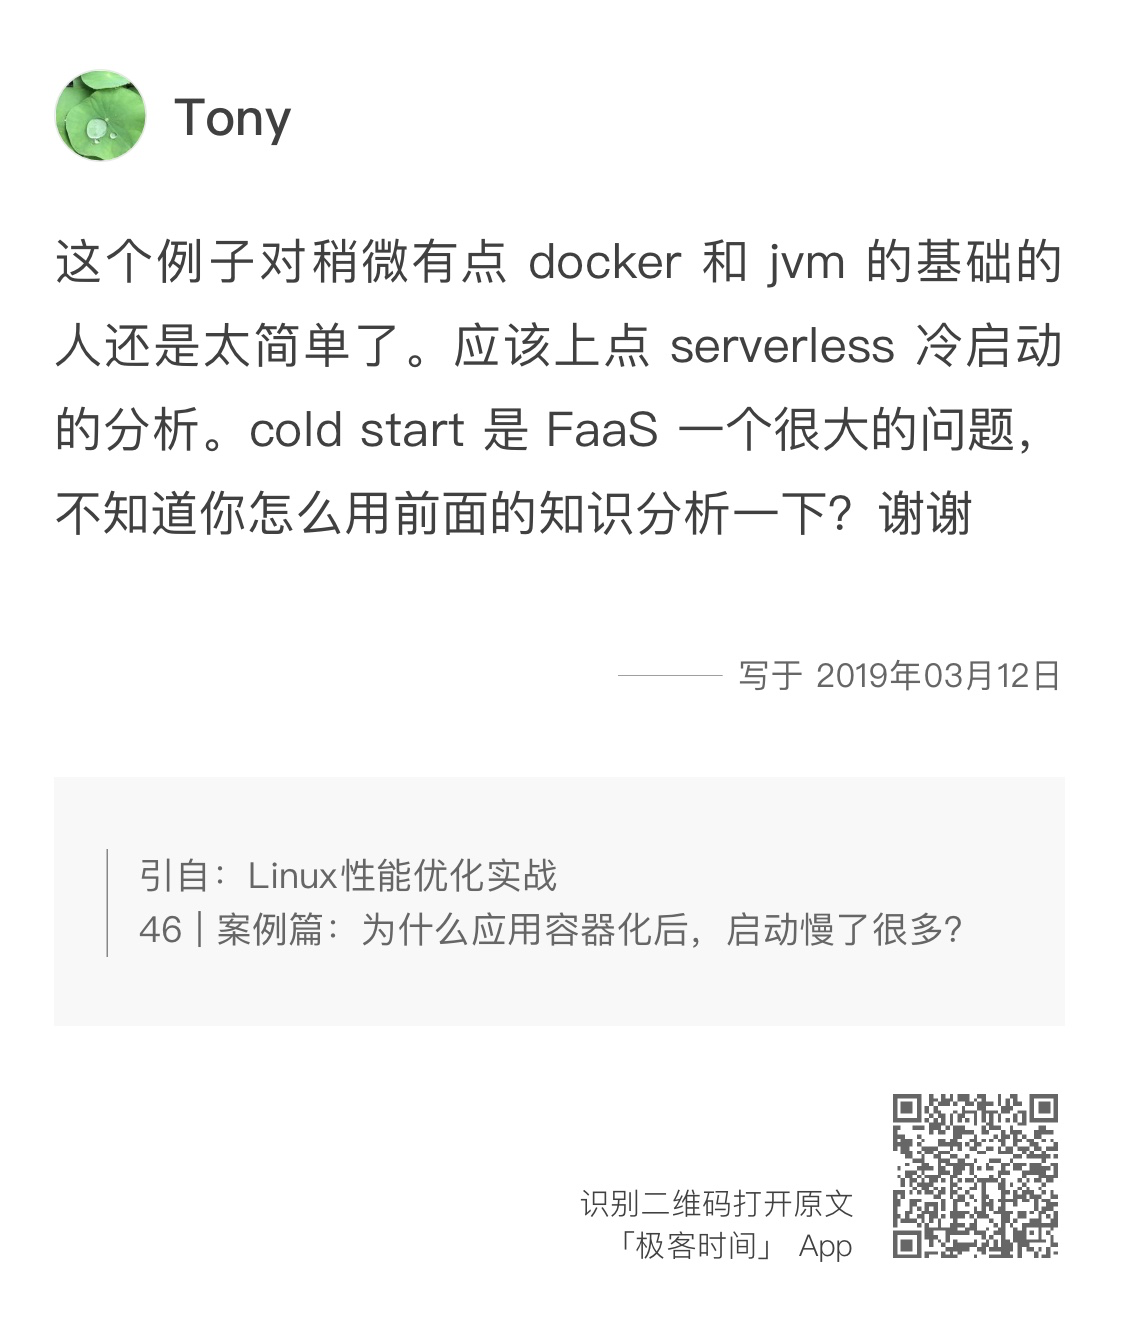 Tony
这个例子对稍微有点 docker 和 jvm 的基础的
人还是太简单了。应该上点 serverless 冷启动
的分析。cold start 是 FaaS 一个很大的问题，
不知道你怎么用前面的知识分析一下？谢谢
写于 2019年03月12日
引自：Linux性能优化实战
46 | 案例篇：为什么应用容器化后，启动慢了很多？
识别二维码打开原文
「极客时间」 App